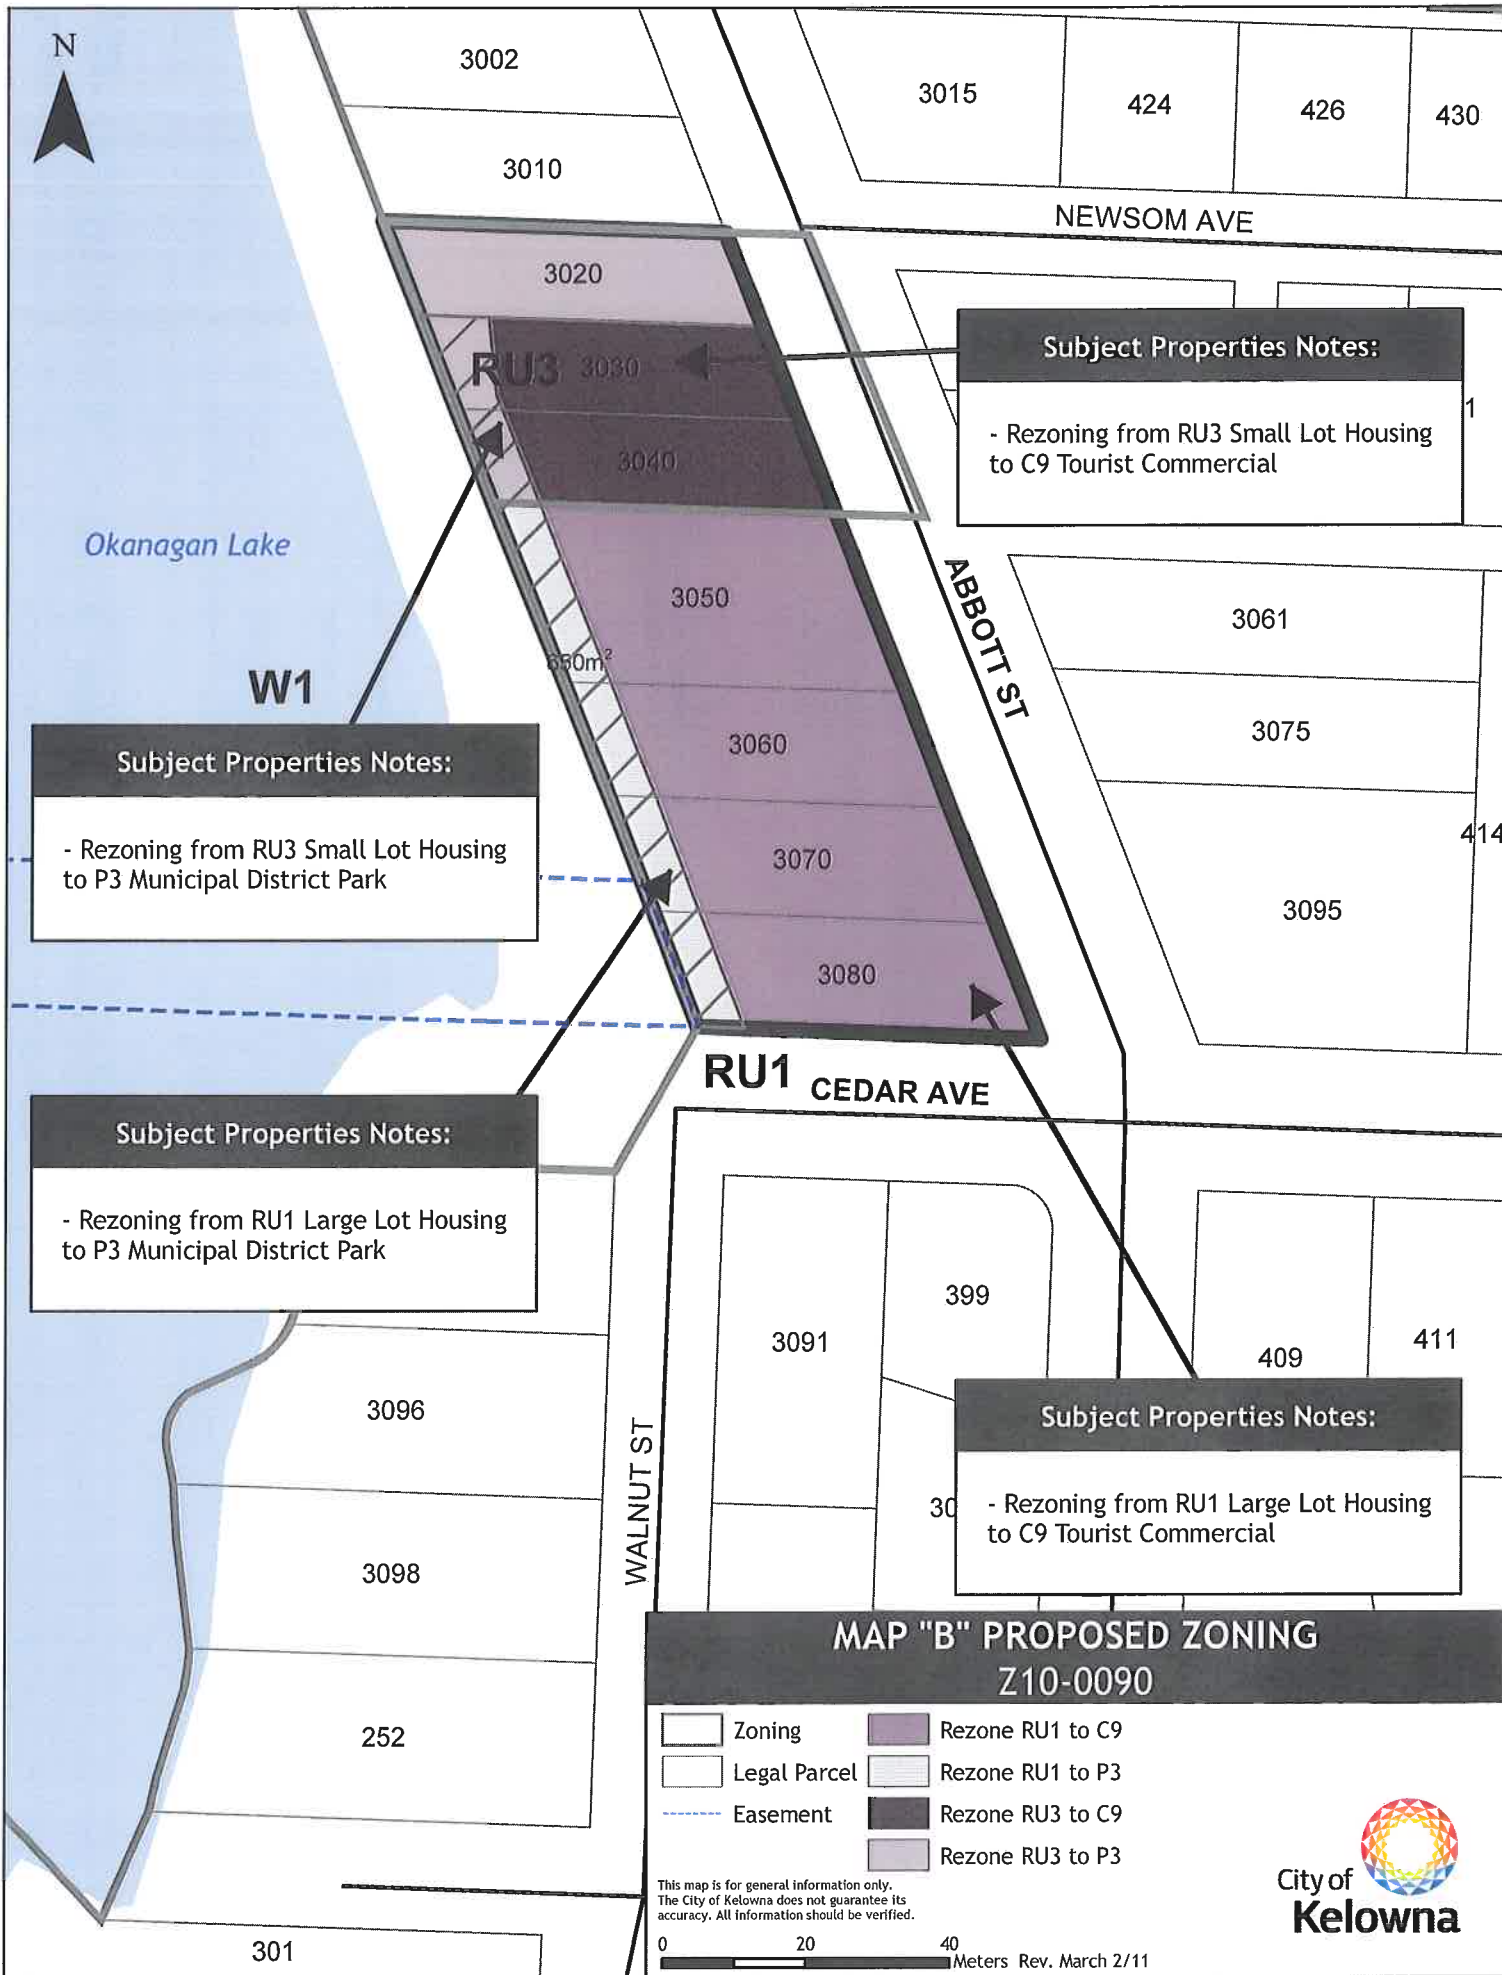 N
3002
3015
424
426
430
3010
NEWSOM AVE
3020
RU3
3030
Subject Properties Notes:
- Rezoning from RU3 Small Lot Housing
to C9 Tourist Commercial
1
3040
Okanagan Lake
3050
ABBOTT ST
3061
W1
3075
Subject Properties Notes:
- Rezoning from RU3 Small Lot Housing
to P3 Municipal District Park
3060
3070
414
3095
3080
RU1
CEDAR AVE
Subject Properties Notes:
- Rezoning from RU1 Large Lot Housing
to P3 Municipal District Park
399
3091
409
411
3096
WALNUT ST
Subject Properties Notes:
- Rezoning from RU1 Large Lot Housing
to C9 Tourist Commercial
30
3098
252
301
MAP "B" PROPOSED ZONING
Z10-0090
Zoning
Legal Parcel
Easement
Rezone RU1 to C9
Rezone RU1 to P3
Rezone RU3 to C9
Rezone RU3 to P3
This map is for general information only.
The City of Kelowna does not guarantee its
accuracy. All information should be verified.
0 20 40
Meters Rev. March 2/11
City of
Kelowna